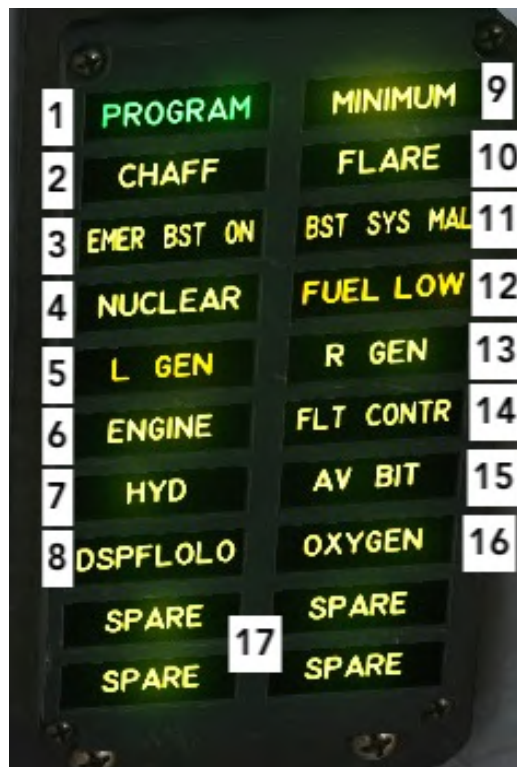 1 PROGRAM MINIMUM 9
2 CHAFF FLARE 10
3 EMER BST ON BST SYS MAL 11
4 NUCLEAR FUEL LOW 12
5 L GEN R GEN 13
6 ENGINE FLT CONTR 14
7 HYD AV BIT 15
8 DSPFLOLO OXYGEN 16
SPARE SPARE
17
SPARE SPARE